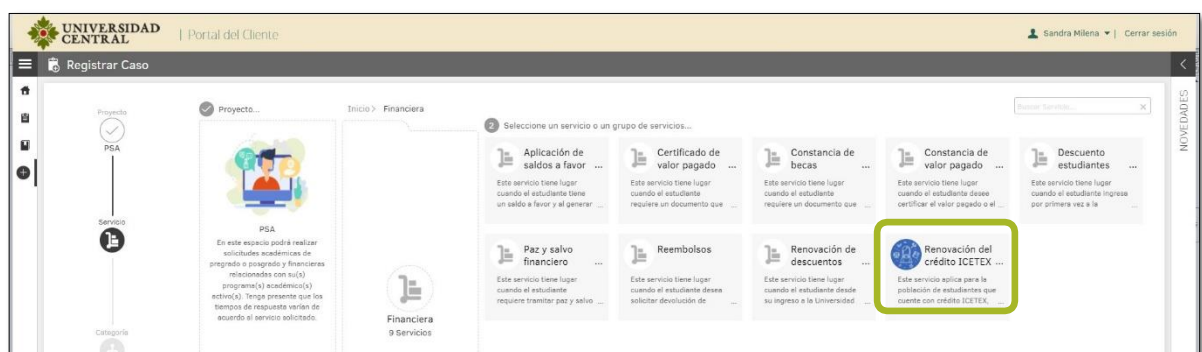 UNIVERSIDAD
CENTRAL
| Portal del Cliente
Sandra Milena ▼ | Cerrar sesión
Registrar Caso
NOVEDADES
Proyecto
PSA
Servicio
Categoría
Proyecto...
PSA
En este espacio podrá realizar
solicitudes académicas de
pregrado o posgrado y financieras
relacionadas con su(s)
programa(s) académico(s)
activo(s). Tenga presente que los
tiempos de respuesta varían de
acuerdo al servicio solicitado.
Inicio > Financiera
Financiera
9 Servicios
2 Seleccione un servicio o un grupo de servicios...
Buscar Servicio...
Aplicación de
saldos a favor ...
Este servicio tiene lugar
cuando el estudiante tiene
un saldo a favor y al generar ...
Certificado de
valor pagado ...
Este servicio tiene lugar
cuando el estudiante
requiere un documento que ...
Constancia de
becas ...
Este servicio tiene lugar
cuando el estudiante
requiere un documento que ...
Constancia de
valor pagado ...
Este servicio tiene lugar
cuando el estudiante desee
certificar el valor pagado o el ...
Descuento
estudiantes ...
Este servicio tiene lugar
cuando el estudiante ingrese
por primera vez a la ...
Paz y salvo
financiero ...
Este servicio tiene lugar
cuando el estudiante
requiere tramitar paz y salvo ...
Reembolsos
Este servicio tiene lugar
cuando el estudiante desea
solicitar devolución de ...
Renovación de
descuentos ...
Este servicio tiene lugar
cuando el estudiante desde
su ingreso a la Universidad ...
Renovación del
crédito ICETEX ...
Este servicio aplica para la
población de estudiantes que
cuente con crédito ICETEX, ...